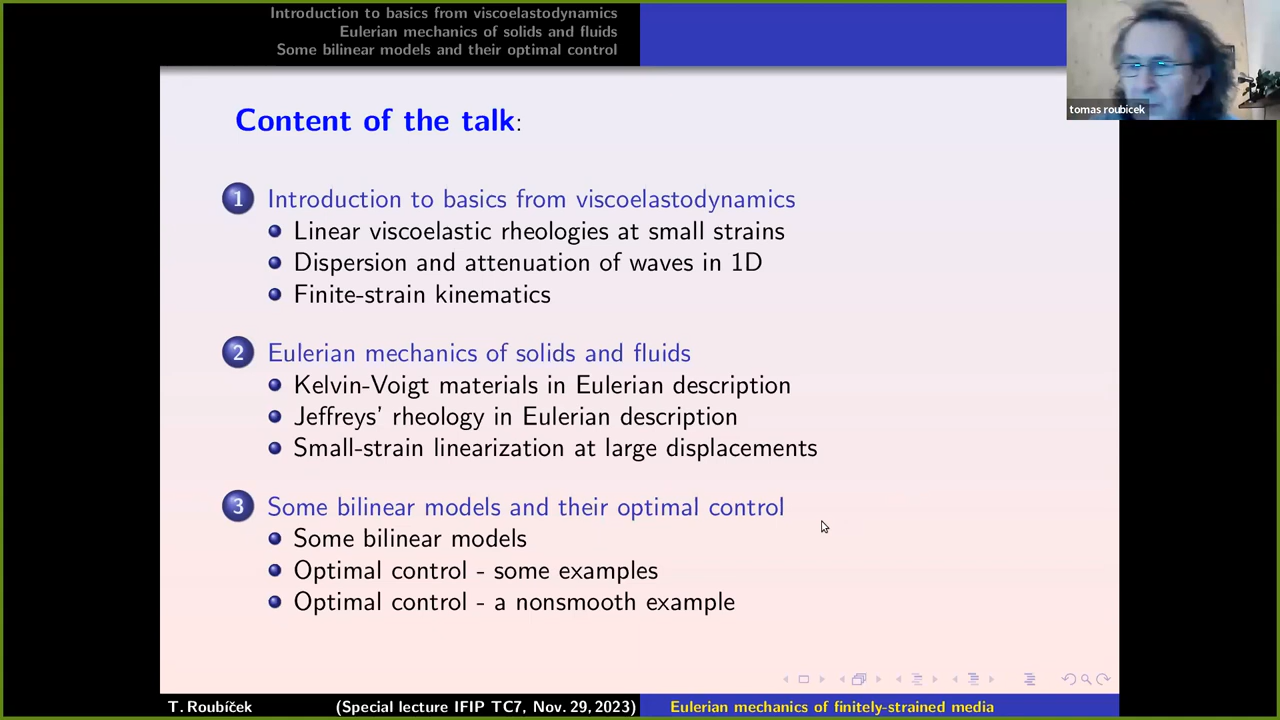 Introduction to basics from viscoelastodynamics
Eulerian mechanics of solids and fluids
Some bilinear models and their optimal control
tomas roubicek
Content of the talk:
1 Introduction to basics from viscoelastodynamics
Linear viscoelastic rheologies at small strains
Dispersion and attenuation of waves in 1D
Finite-strain kinematics
2 Eulerian mechanics of solids and fluids
Kelvin-Voigt materials in Eulerian description
Jeffreys' rheology in Eulerian description
Small-strain linearization at large displacements
3 Some bilinear models and their optimal control
Some bilinear models
Optimal control - some examples
Optimal control - a nonsmooth example
T. Roubíček (Special lecture IFIP TC7, Nov. 29, 2023) Eulerian mechanics of finitely-strained media